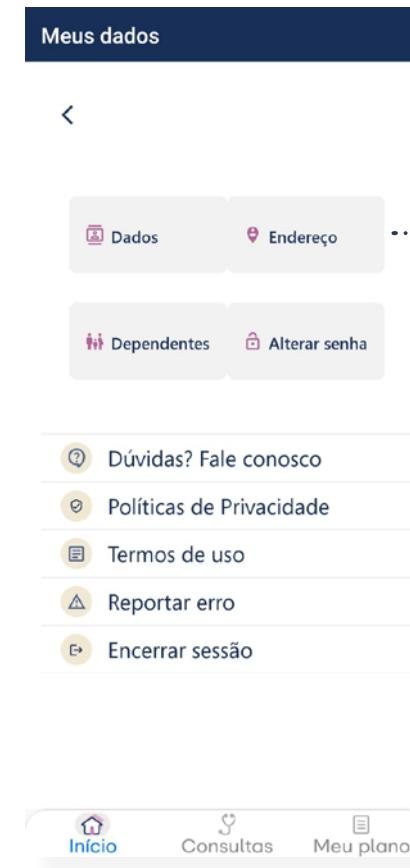 Meus dados
Dados
Endereço
Dependentes
Alterar senha
Dúvidas? Fale conosco
Políticas de Privacidade
Termos de uso
Reportar erro
Encerrar sessão
Início
Consultas
Meu plano